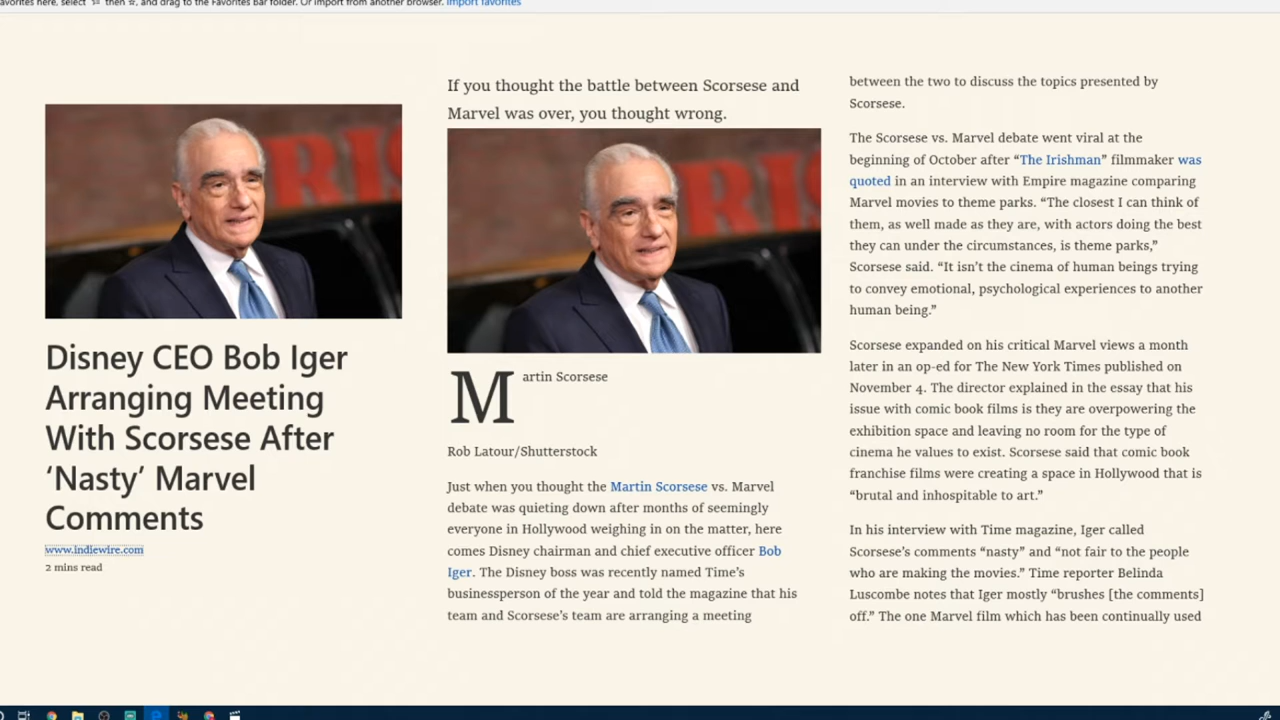 avorites here, select then ☆, and drag to the Favorites Bar folder. Or import from another browser. Import favorites
RIS
Disney CEO Bob Iger
Arranging Meeting
With Scorsese After
‘Nasty’ Marvel
Comments
www.indiewire.com
2 mins read
If you thought the battle between Scorsese and
Marvel was over, you thought wrong.
RIS
Martin Scorsese
Rob Latour/Shutterstock
Just when you thought the Martin Scorsese vs. Marvel
debate was quieting down after months of seemingly
everyone in Hollywood weighing in on the matter, here
comes Disney chairman and chief executive officer Bob
Iger. The Disney boss was recently named Time’s
businessperson of the year and told the magazine that his
team and Scorsese’s team are arranging a meeting
between the two to discuss the topics presented by
Scorsese.
The Scorsese vs. Marvel debate went viral at the
beginning of October after “The Irishman” filmmaker was
quoted in an interview with Empire magazine comparing
Marvel movies to theme parks. “The closest I can think of
them, as well made as they are, with actors doing the best
they can under the circumstances, is theme parks,”
Scorsese said. “It isn’t the cinema of human beings trying
to convey emotional, psychological experiences to another
human being.”
Scorsese expanded on his critical Marvel views a month
later in an op-ed for The New York Times published on
November 4. The director explained in the essay that his
issue with comic book films is they are overpowering the
exhibition space and leaving no room for the type of
cinema he values to exist. Scorsese said that comic book
franchise films were creating a space in Hollywood that is
“brutal and inhospitable to art.”
In his interview with Time magazine, Iger called
Scorsese’s comments “nasty” and “not fair to the people
who are making the movies.” Time reporter Belinda
Luscombe notes that Iger mostly “brushes [the comments]
off.” The one Marvel film which has been continually used